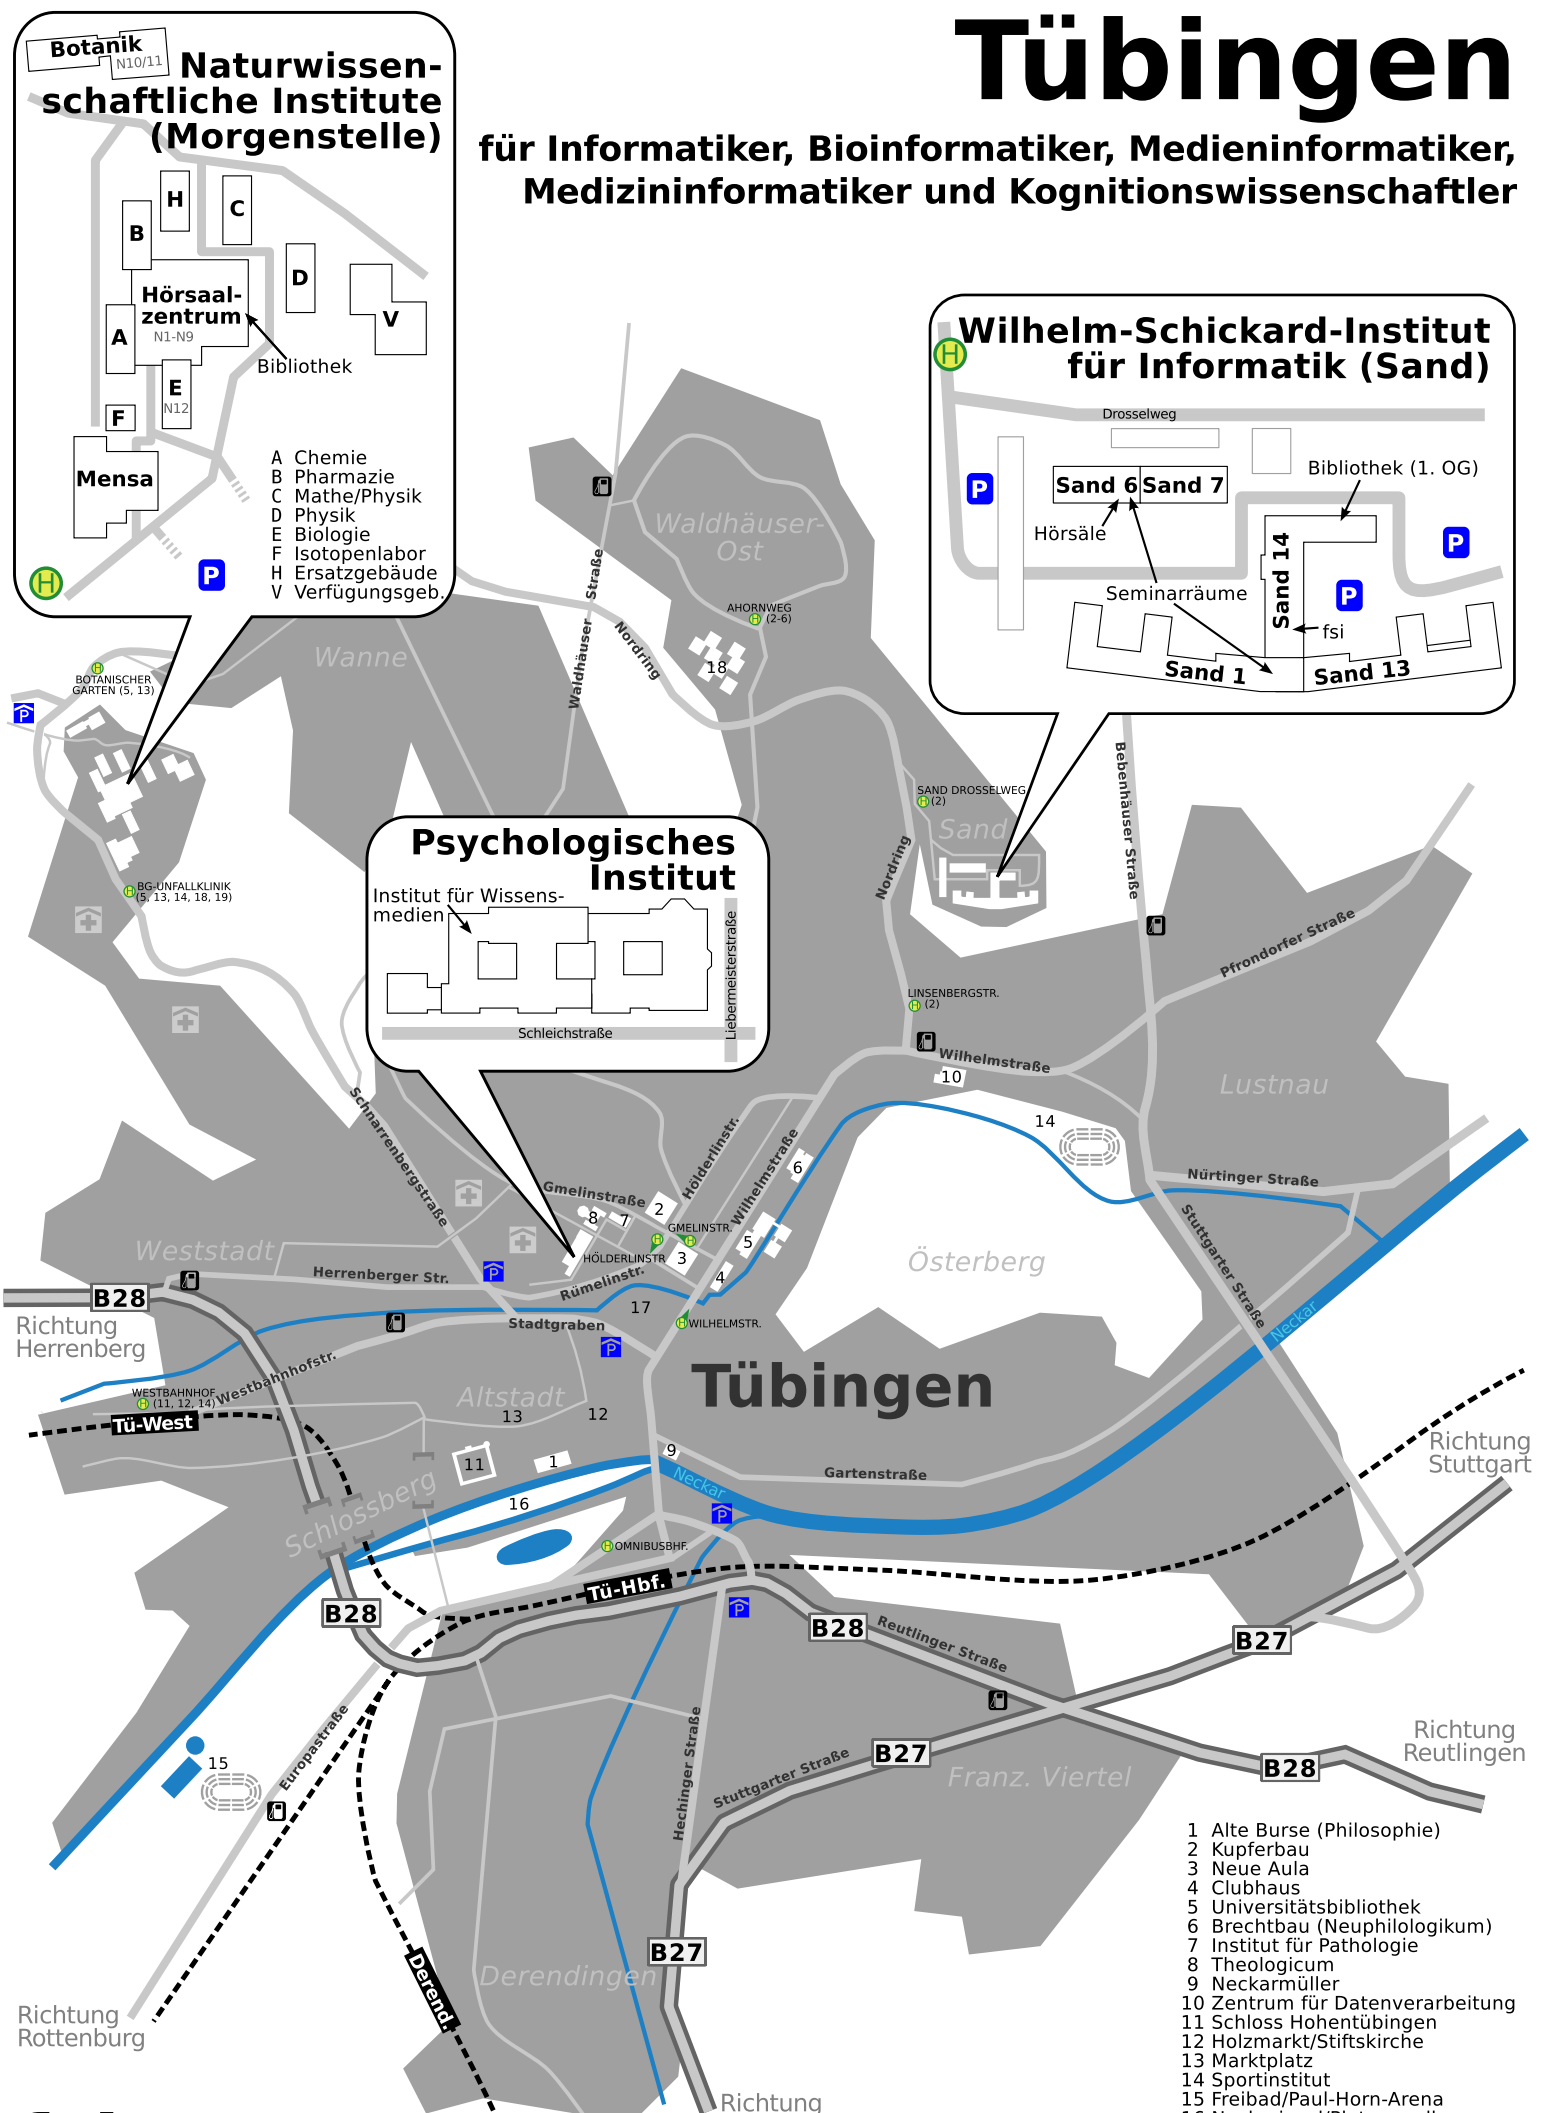 Tübingen
für Informatiker, Bioinformatiker, Medieninformatiker,
Medizininformatiker und Kognitionswissenschaftler
Botanik
N10/11
Naturwissen-
schaftliche Institute
(Morgenstelle)
H
C
B
D
Hörsaal-
zentrum
N1-N9
V
A
Bibliothek
E
N12
F
Mensa
A Chemie
B Pharmazie
C Mathe/Physik
D Physik
E Biologie
F Isotopenlabor
H Ersatzgebäude
V Verfügungsgeb.
H
P
Wilhelm-Schickard-Institut
für Informatik (Sand)
H
Drosselweg
Bibliothek (1. OG)
P
Sand 6
Sand 7
Hörsäle
P
Sand 14
Seminarräume
P
fsi
Sand 1
Sand 13
Waldhäuser-
Ost
Waldhäuser Straße
AHORNWEG
H (2-6)
Nordring
Wanne
18
H
BOTANISCHER
GARTEN (5, 13)
P
Bebenhäuser Straße
SAND DROSSELWEG
H (2)
Sand
Nordring
Psychologisches
Institut
Institut für Wissens-
medien
Liebermeisterstraße
Schleichstraße
H BG-UNFALLKLINIK
(5, 13, 14, 18, 19)
Pfrondorfer Straße
LINSENBERGSTR.
H (2)
Wilhelmstraße
10
Lustnau
14
Schnarrenbergstraße
Hölderlinstr.
Wilhelmstraße
6
Nürtinger Straße
Gmelinstraße
2
8
7
GMELINSTR.
H
H
5
HÖLDERLINSTR
3
4
Weststadt
Österberg
Stuttgarter Straße
Herrenberger Str.
P
Rümelinstr.
17
B28
Richtung
Herrenberg
Stadtgraben
H WILHELMSTR.
P
Neckar
Westbahnhofstr.
Tübingen
WESTBAHNHOF
H (11, 12, 14)
Altstadt
13
12
Tü-West
11
1
9
Neckar
Gartenstraße
Richtung
Stuttgart
Schlossberg
16
P
H OMNIBUSBHF.
Tü-Hbf.
B28
P
B28
Reutlinger Straße
B27
Europastraße
15
Hechinger Straße
Stuttgarter Straße
B27
Franz. Viertel
B28
Richtung
Reutlingen
B27
Derendingen
Derend.
Richtung
Rottenburg
Richtung
1 Alte Burse (Philosophie)
2 Kupferbau
3 Neue Aula
4 Clubhaus
5 Universitätsbibliothek
6 Brechtbau (Neuphilologikum)
7 Institut für Pathologie
8 Theologicum
9 Neckarmüller
10 Zentrum für Datenverarbeitung
11 Schloss Hohentübingen
12 Holzmarkt/Stiftskirche
13 Marktplatz
14 Sportinstitut
15 Freibad/Paul-Horn-Arena